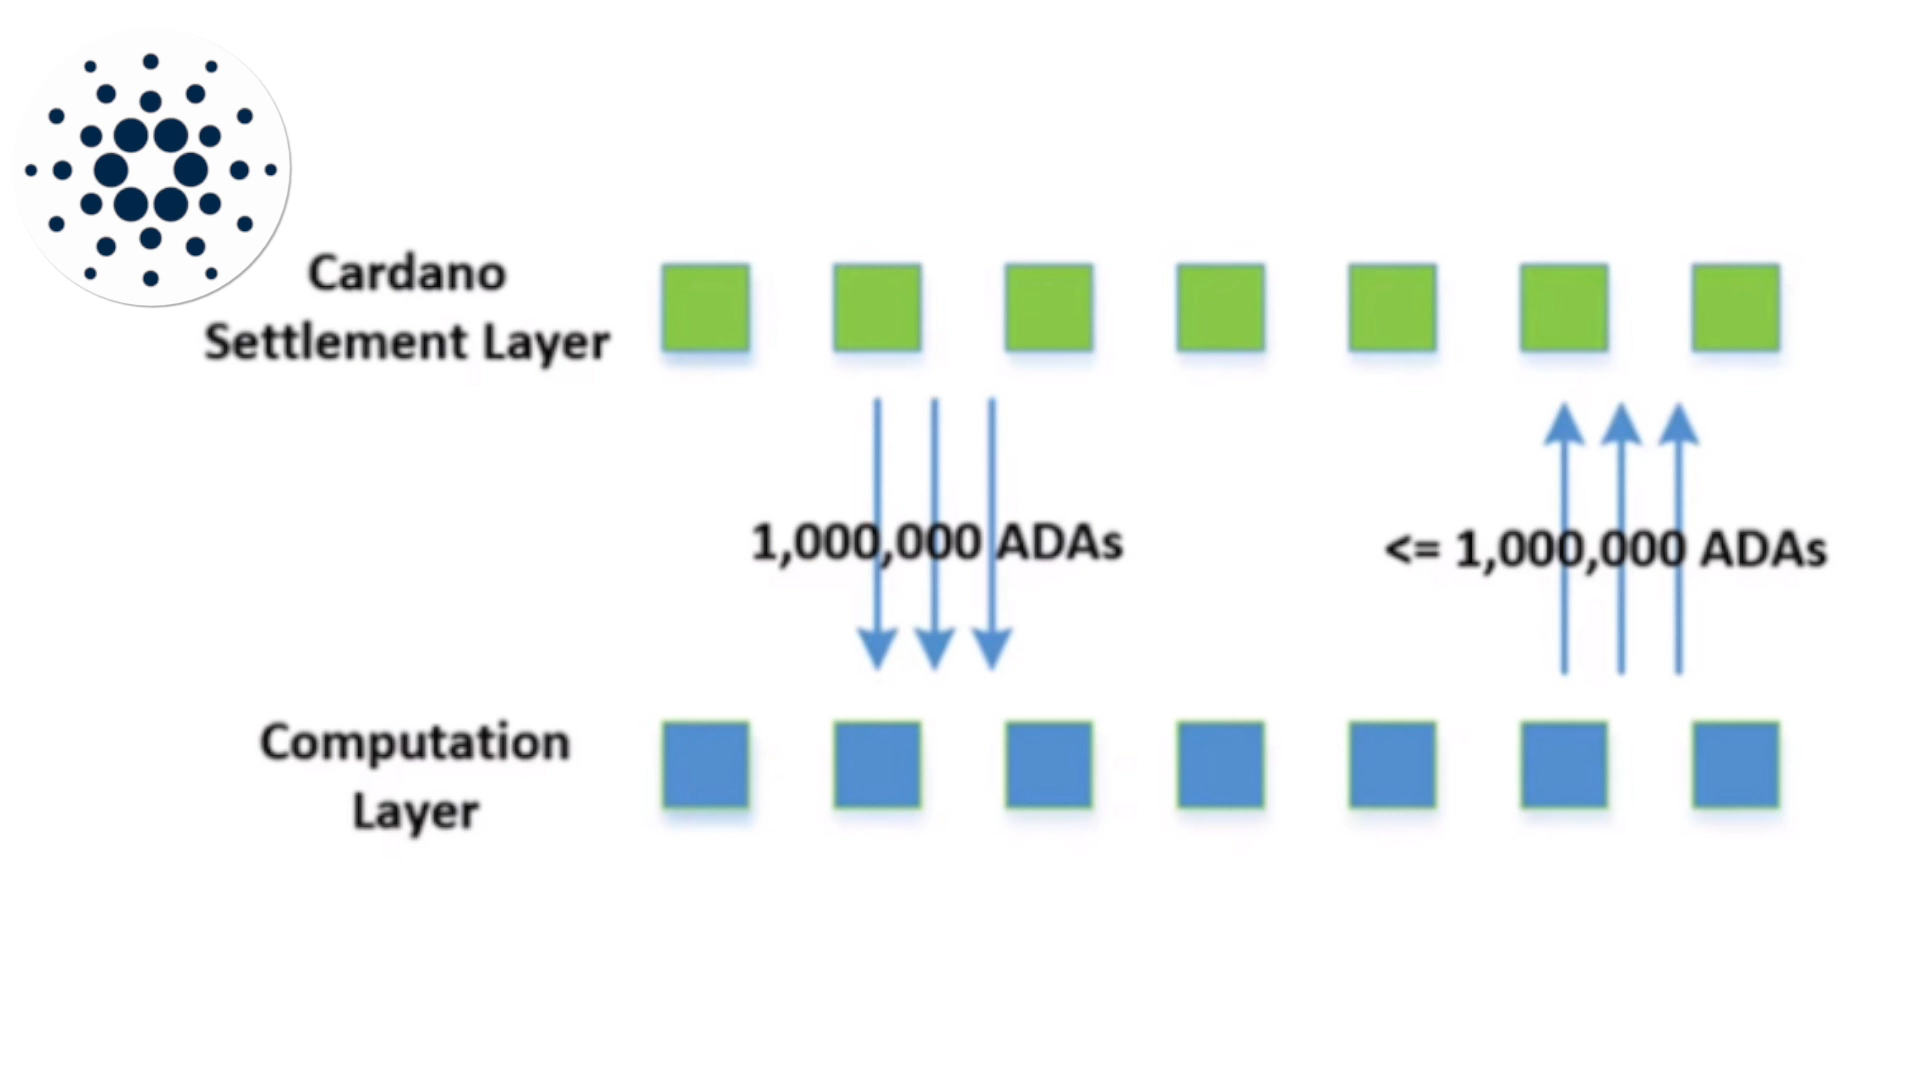 Cardano
Settlement Layer
1,000,000 ADAs
<= 1,000,000 ADAs
Computation
Layer